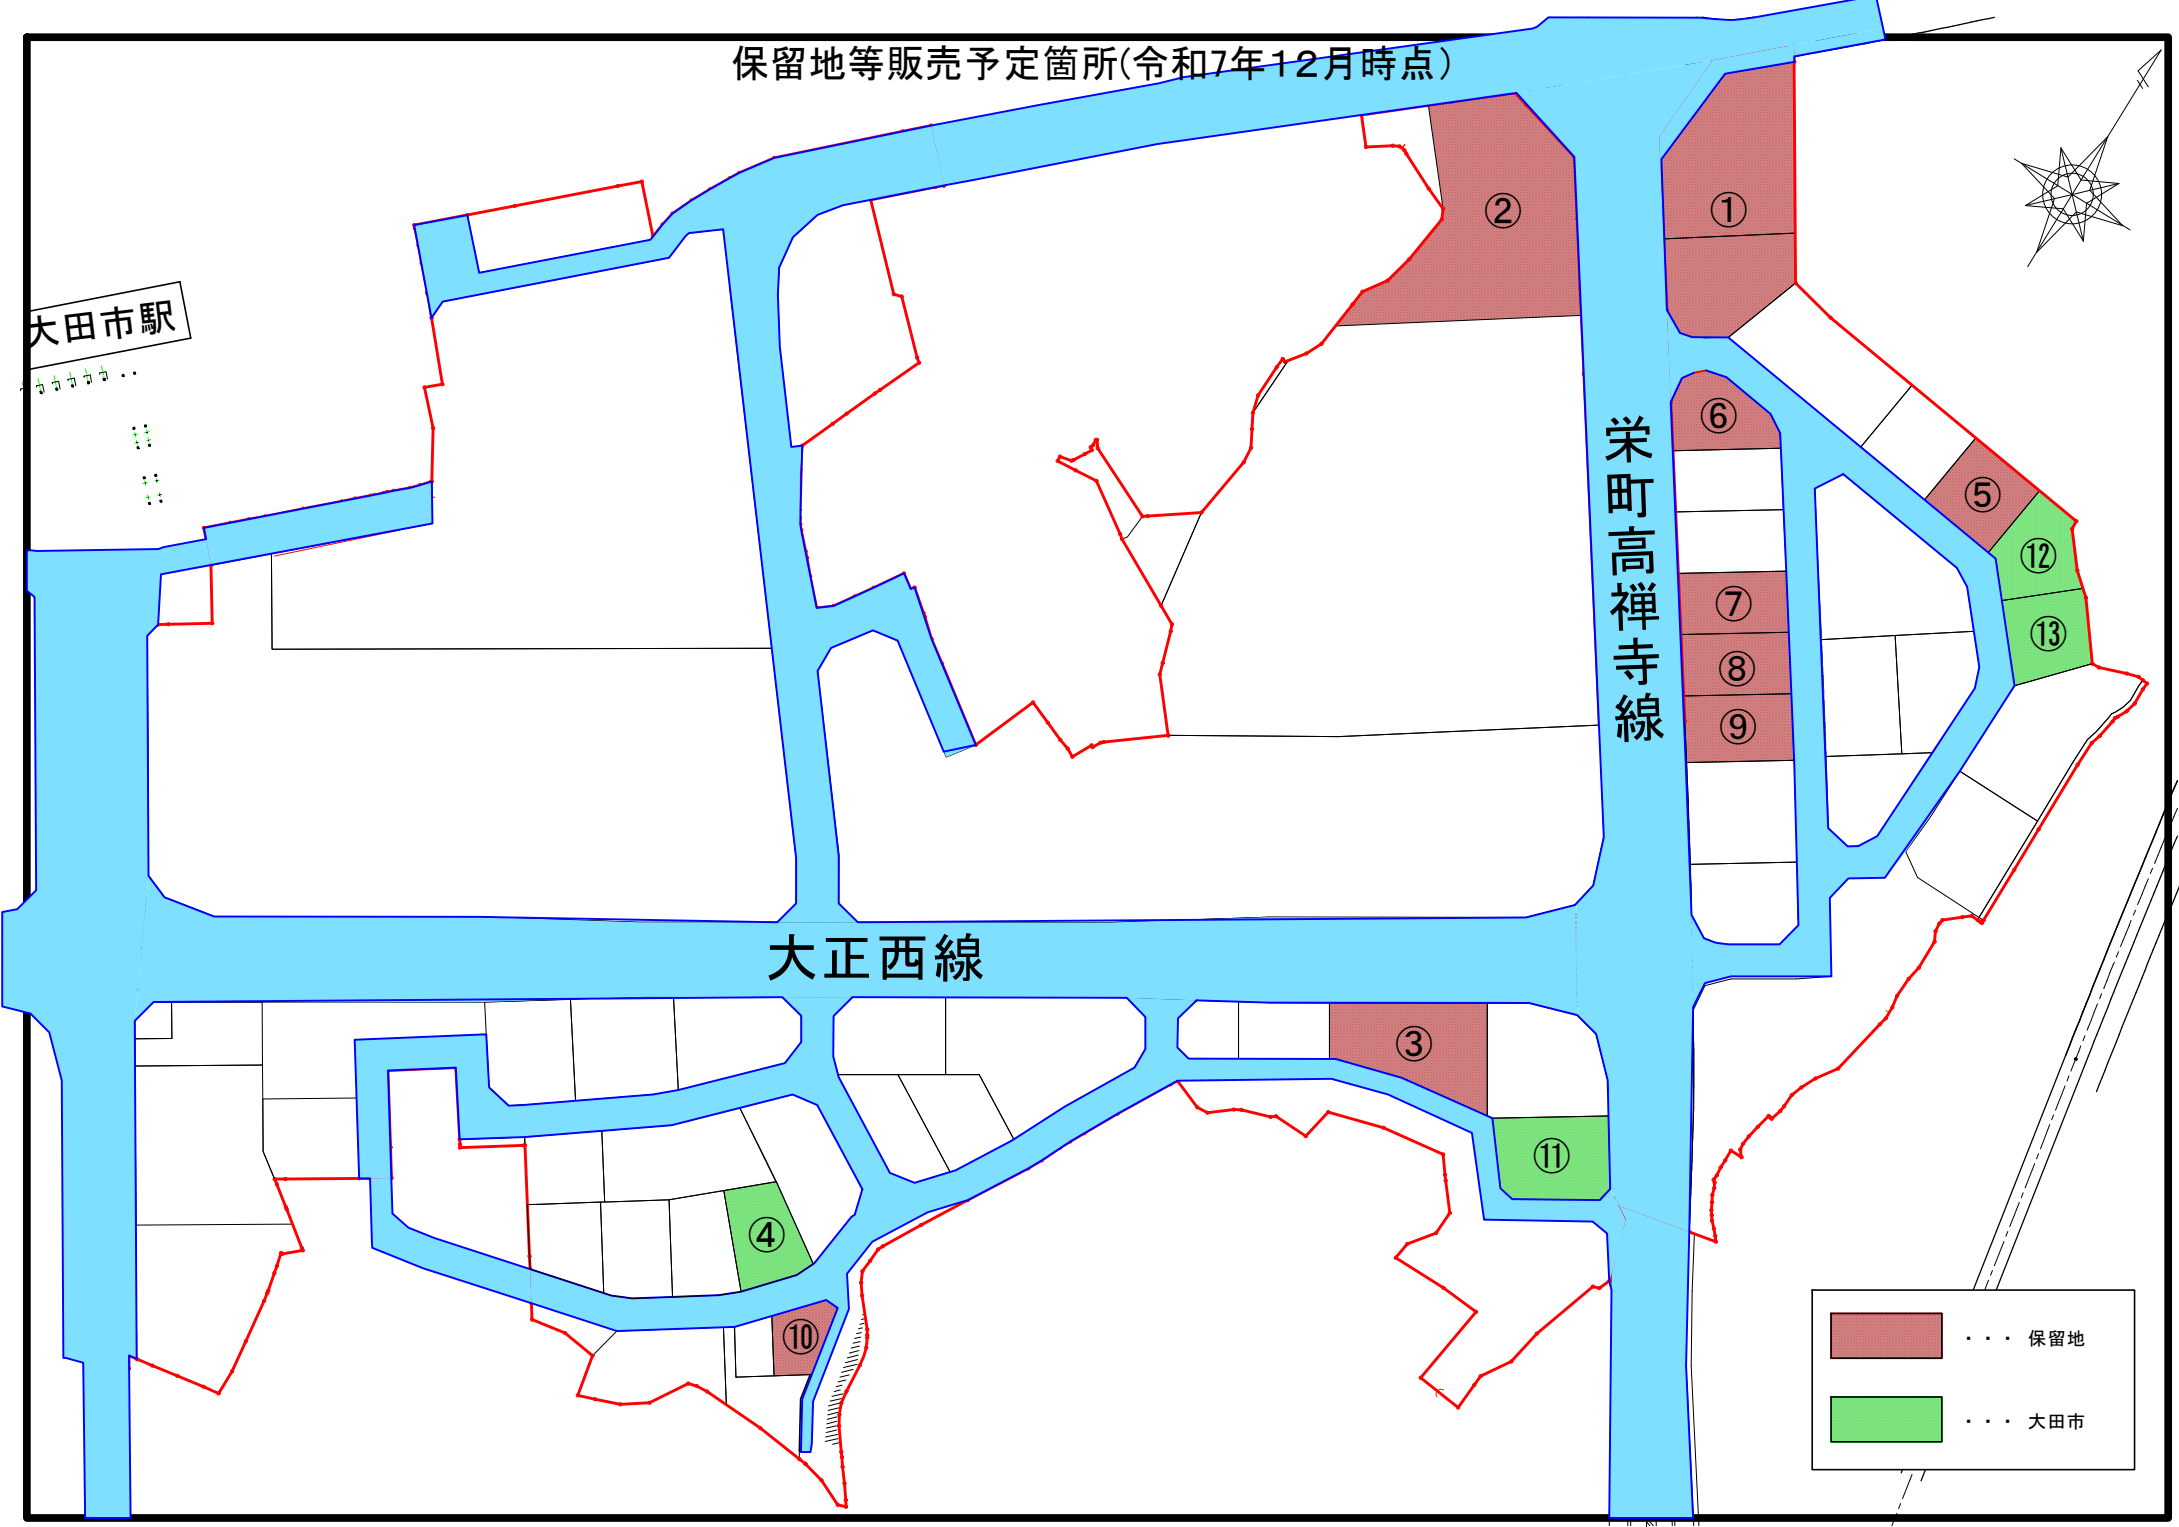 保留地等販売予定箇所(令和7年12月時点)
大田市駅
②
①
⑥
⑤
⑫
⑦
⑬
⑧
⑨
栄町高禅寺線
大正西線
③
⑪
④
⑩
・・・ 保留地
・・・ 大田市